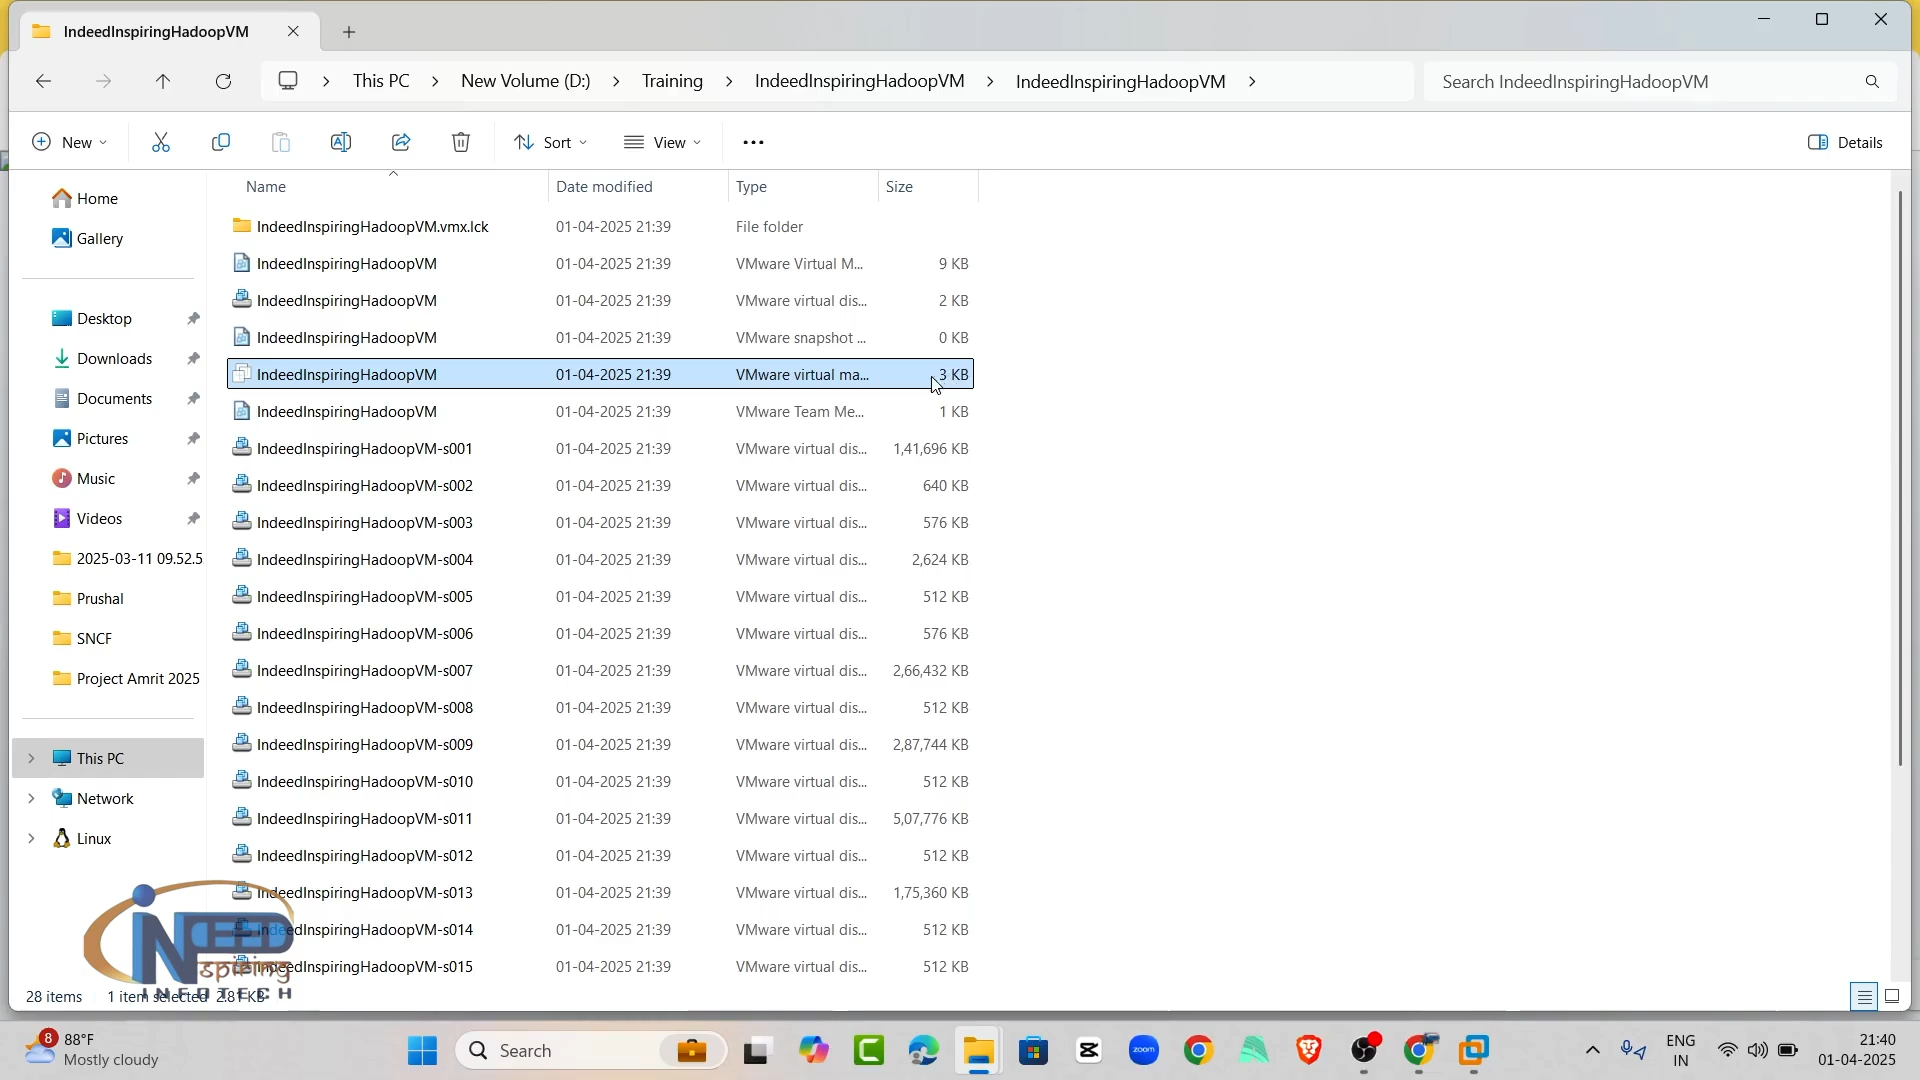 IndeedInspiringHadoopVM
This PC New Volume (D:) Training IndeedInspiringHadoopVM IndeedInspiringHadoopVM
Search IndeedInspiringHadoopVM
New Sort View ••• Details
Name Date modified Type Size
Home
Gallery
Desktop
Downloads
Documents
Pictures
Music
Videos
2025-03-11 09.52.5
Prushal
SNCF
Project Amrit 2025
This PC
Network
Linux
IndeedInspiringHadoopVM.vmx.lck 01-04-2025 21:39 File folder
IndeedInspiringHadoopVM 01-04-2025 21:39 VMware Virtual M... 9 KB
IndeedInspiringHadoopVM 01-04-2025 21:39 VMware virtual dis... 2 KB
IndeedInspiringHadoopVM 01-04-2025 21:39 VMware snapshot ... 0 KB
IndeedInspiringHadoopVM 01-04-2025 21:39 VMware virtual ma... 3 KB
IndeedInspiringHadoopVM 01-04-2025 21:39 VMware Team Me... 1 KB
IndeedInspiringHadoopVM-s001 01-04-2025 21:39 VMware virtual dis... 1,41,696 KB
IndeedInspiringHadoopVM-s002 01-04-2025 21:39 VMware virtual dis... 640 KB
IndeedInspiringHadoopVM-s003 01-04-2025 21:39 VMware virtual dis... 576 KB
IndeedInspiringHadoopVM-s004 01-04-2025 21:39 VMware virtual dis... 2,624 KB
IndeedInspiringHadoopVM-s005 01-04-2025 21:39 VMware virtual dis... 512 KB
IndeedInspiringHadoopVM-s006 01-04-2025 21:39 VMware virtual dis... 576 KB
IndeedInspiringHadoopVM-s007 01-04-2025 21:39 VMware virtual dis... 2,66,432 KB
IndeedInspiringHadoopVM-s008 01-04-2025 21:39 VMware virtual dis... 512 KB
IndeedInspiringHadoopVM-s009 01-04-2025 21:39 VMware virtual dis... 2,87,744 KB
IndeedInspiringHadoopVM-s010 01-04-2025 21:39 VMware virtual dis... 512 KB
IndeedInspiringHadoopVM-s011 01-04-2025 21:39 VMware virtual dis... 5,07,776 KB
IndeedInspiringHadoopVM-s012 01-04-2025 21:39 VMware virtual dis... 512 KB
IndeedInspiringHadoopVM-s013 01-04-2025 21:39 VMware virtual dis... 1,75,360 KB
IndeedInspiringHadoopVM-s014 01-04-2025 21:39 VMware virtual dis... 512 KB
IndeedInspiringHadoopVM-s015 01-04-2025 21:39 VMware virtual dis... 512 KB
INEED
nspiring
INFOTECH
28 items 1 item selected 2.81 KB
8 88°F
Mostly cloudy
Search
zoom
ENG
IN
21:40
01-04-2025